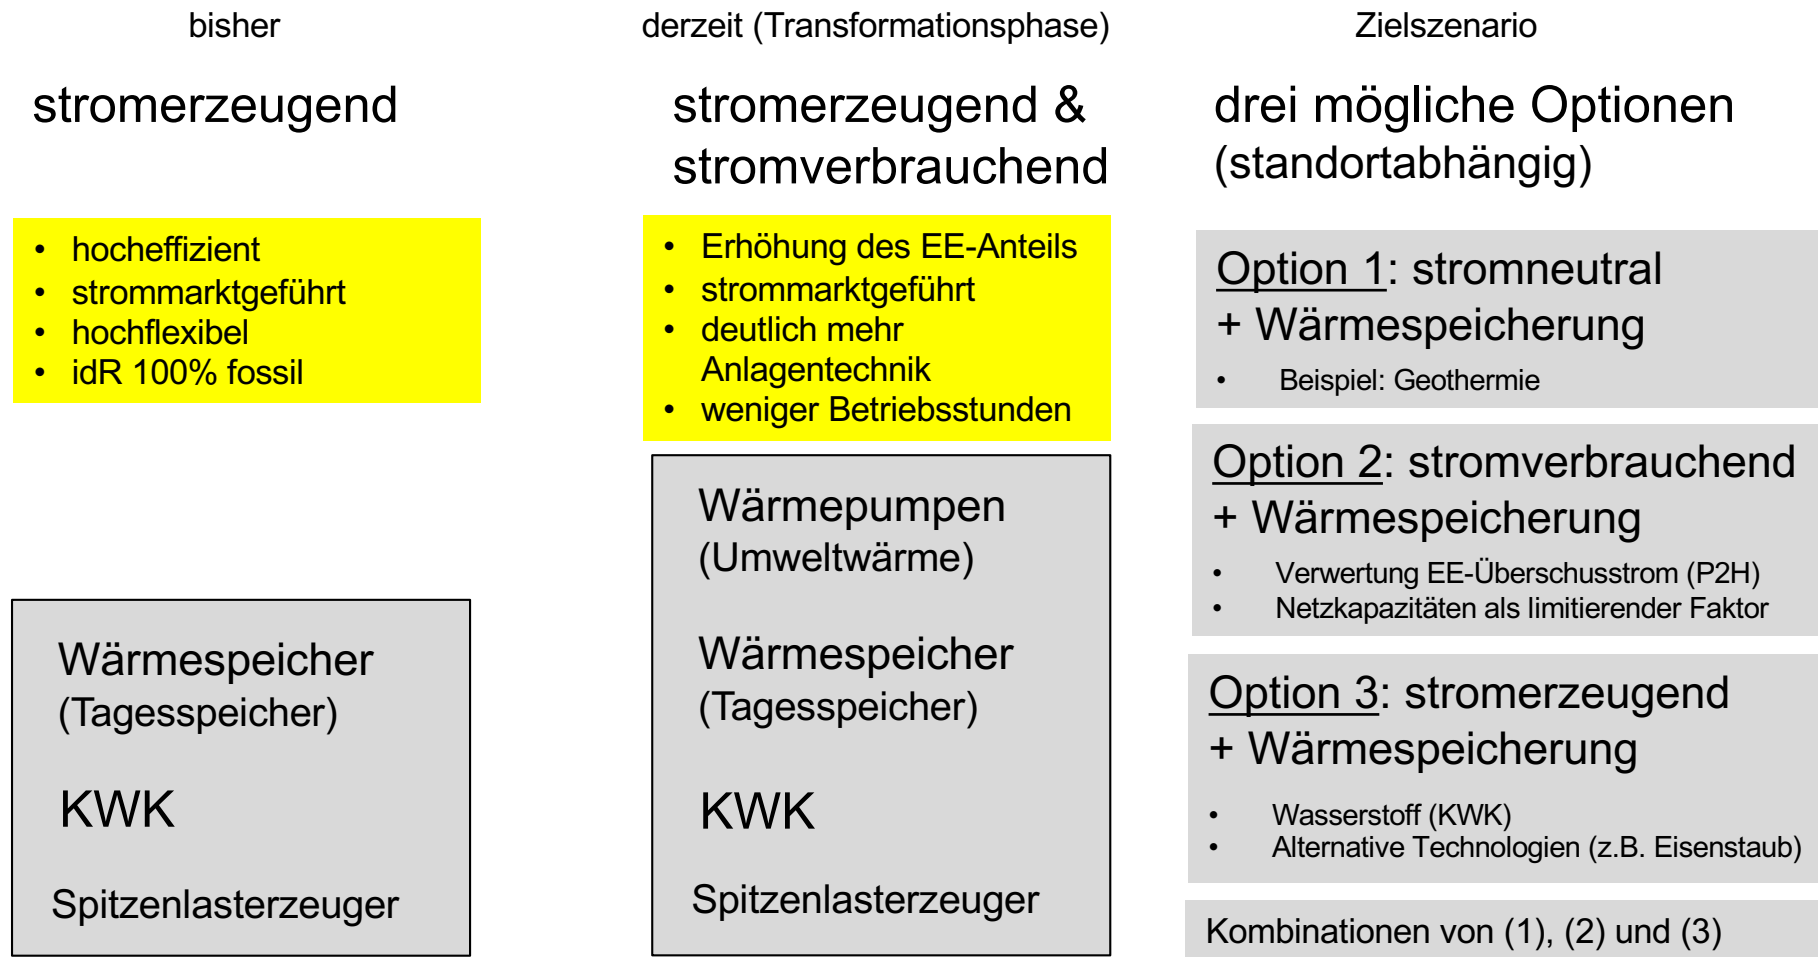 bisher
stromerzeugend
• hocheffizient
• strommarktgeführt
• hochflexibel
• idR 100% fossil
Wärmespeicher
(Tagesspeicher)
KWK
Spitzenlasterzeuger
derzeit (Transformationsphase)
stromerzeugend &
stromverbrauchend
• Erhöhung des EE-Anteils
• strommarktgeführt
• deutlich mehr
Anlagentechnik
• weniger Betriebsstunden
Wärmepumpen
(Umweltwärme)
Wärmespeicher
(Tagesspeicher)
KWK
Spitzenlasterzeuger
Zielszenario
drei mögliche Optionen
(standortabhängig)
Option 1: stromneutral
+ Wärmespeicherung
• Beispiel: Geothermie
Option 2: stromverbrauchend
+ Wärmespeicherung
• Verwertung EE-Überschusstrom (P2H)
• Netzkapazitäten als limitierender Faktor
Option 3: stromerzeugend
+ Wärmespeicherung
• Wasserstoff (KWK)
• Alternative Technologien (z.B. Eisenstaub)
Kombinationen von (1), (2) und (3)